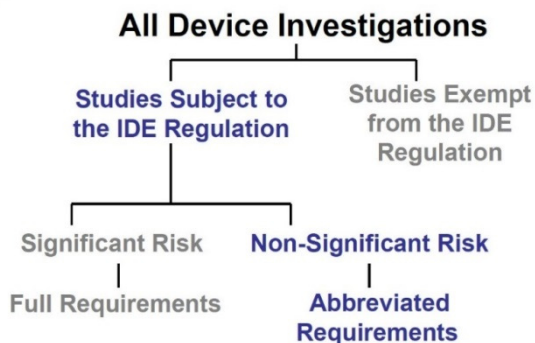 All Device Investigations
Studies Subject to
the IDE Regulation
Studies Exempt
from the IDE
Regulation
Significant Risk
Non-Significant Risk
Full Requirements
Abbreviated
Requirements